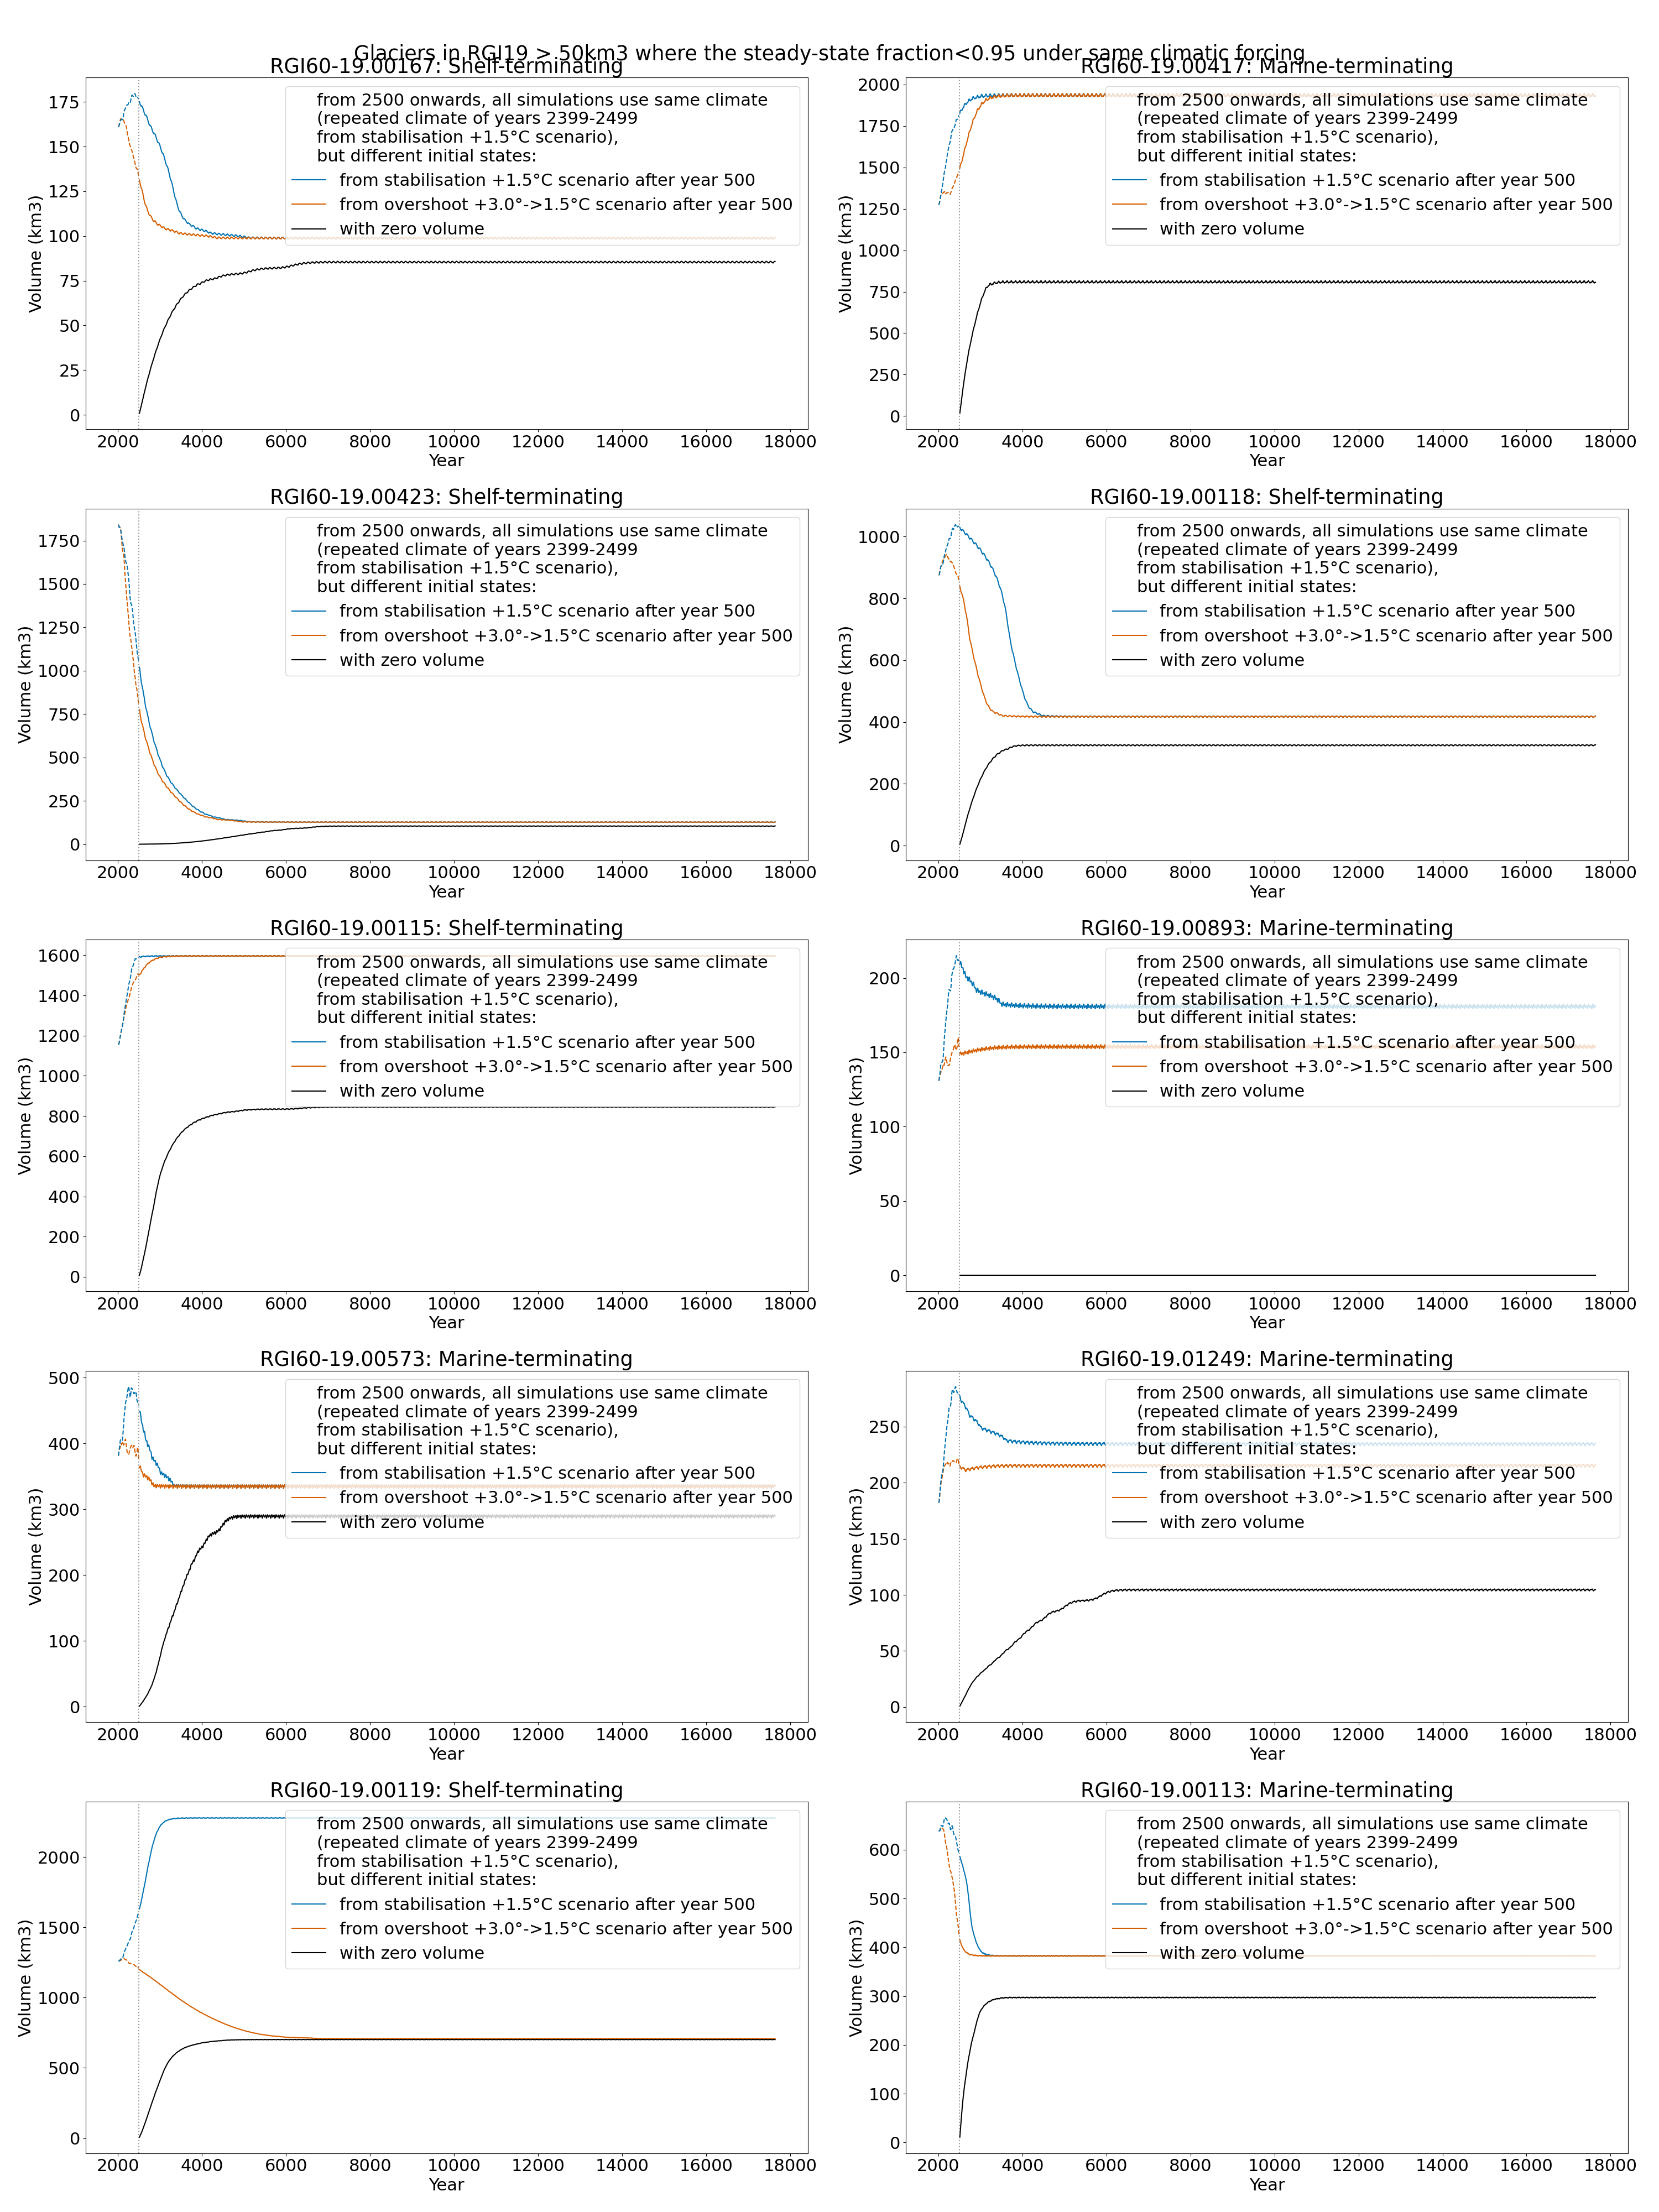 Glaciers in RGI19 > 50km3 where the steady-state fraction<0.95 under same climatic forcing
RGI60-19.00167: Shelf-terminating
Volume (km3)
175
150
125
100
75
50
25
0
from 2500 onwards, all simulations use same climate
(repeated climate of years 2399-2499
from stabilisation +1.5°C scenario),
but different initial states:
from stabilisation +1.5°C scenario after year 500
from overshoot +3.0°->1.5°C scenario after year 500
with zero volume
2000 4000 6000 8000 10000 12000 14000 16000 18000
Year
RGI60-19.00417: Marine-terminating
Volume (km3)
2000
1750
1500
1250
1000
750
500
250
0
from 2500 onwards, all simulations use same climate
(repeated climate of years 2399-2499
from stabilisation +1.5°C scenario),
but different initial states:
from stabilisation +1.5°C scenario after year 500
from overshoot +3.0°->1.5°C scenario after year 500
with zero volume
2000 4000 6000 8000 10000 12000 14000 16000 18000
Year
RGI60-19.00423: Shelf-terminating
Volume (km3)
1750
1500
1250
1000
750
500
250
0
from 2500 onwards, all simulations use same climate
(repeated climate of years 2399-2499
from stabilisation +1.5°C scenario),
but different initial states:
from stabilisation +1.5°C scenario after year 500
from overshoot +3.0°->1.5°C scenario after year 500
with zero volume
2000 4000 6000 8000 10000 12000 14000 16000 18000
Year
RGI60-19.00118: Shelf-terminating
Volume (km3)
1000
800
600
400
200
0
from 2500 onwards, all simulations use same climate
(repeated climate of years 2399-2499
from stabilisation +1.5°C scenario),
but different initial states:
from stabilisation +1.5°C scenario after year 500
from overshoot +3.0°->1.5°C scenario after year 500
with zero volume
2000 4000 6000 8000 10000 12000 14000 16000 18000
Year
RGI60-19.00115: Shelf-terminating
Volume (km3)
1600
1400
1200
1000
800
600
400
200
0
from 2500 onwards, all simulations use same climate
(repeated climate of years 2399-2499
from stabilisation +1.5°C scenario),
but different initial states:
from stabilisation +1.5°C scenario after year 500
from overshoot +3.0°->1.5°C scenario after year 500
with zero volume
2000 4000 6000 8000 10000 12000 14000 16000 18000
Year
RGI60-19.00893: Marine-terminating
Volume (km3)
200
150
100
50
0
from 2500 onwards, all simulations use same climate
(repeated climate of years 2399-2499
from stabilisation +1.5°C scenario),
but different initial states:
from stabilisation +1.5°C scenario after year 500
from overshoot +3.0°->1.5°C scenario after year 500
with zero volume
2000 4000 6000 8000 10000 12000 14000 16000 18000
Year
RGI60-19.00573: Marine-terminating
Volume (km3)
500
400
300
200
100
0
from 2500 onwards, all simulations use same climate
(repeated climate of years 2399-2499
from stabilisation +1.5°C scenario),
but different initial states:
from stabilisation +1.5°C scenario after year 500
from overshoot +3.0°->1.5°C scenario after year 500
with zero volume
2000 4000 6000 8000 10000 12000 14000 16000 18000
Year
RGI60-19.01249: Marine-terminating
Volume (km3)
250
200
150
100
50
0
from 2500 onwards, all simulations use same climate
(repeated climate of years 2399-2499
from stabilisation +1.5°C scenario),
but different initial states:
from stabilisation +1.5°C scenario after year 500
from overshoot +3.0°->1.5°C scenario after year 500
with zero volume
2000 4000 6000 8000 10000 12000 14000 16000 18000
Year
RGI60-19.00119: Shelf-terminating
Volume (km3)
2000
1500
1000
500
0
from 2500 onwards, all simulations use same climate
(repeated climate of years 2399-2499
from stabilisation +1.5°C scenario),
but different initial states:
from stabilisation +1.5°C scenario after year 500
from overshoot +3.0°->1.5°C scenario after year 500
with zero volume
2000 4000 6000 8000 10000 12000 14000 16000 18000
Year
RGI60-19.00113: Marine-terminating
Volume (km3)
600
500
400
300
200
100
0
from 2500 onwards, all simulations use same climate
(repeated climate of years 2399-2499
from stabilisation +1.5°C scenario),
but different initial states:
from stabilisation +1.5°C scenario after year 500
from overshoot +3.0°->1.5°C scenario after year 500
with zero volume
2000 4000 6000 8000 10000 12000 14000 16000 18000
Year